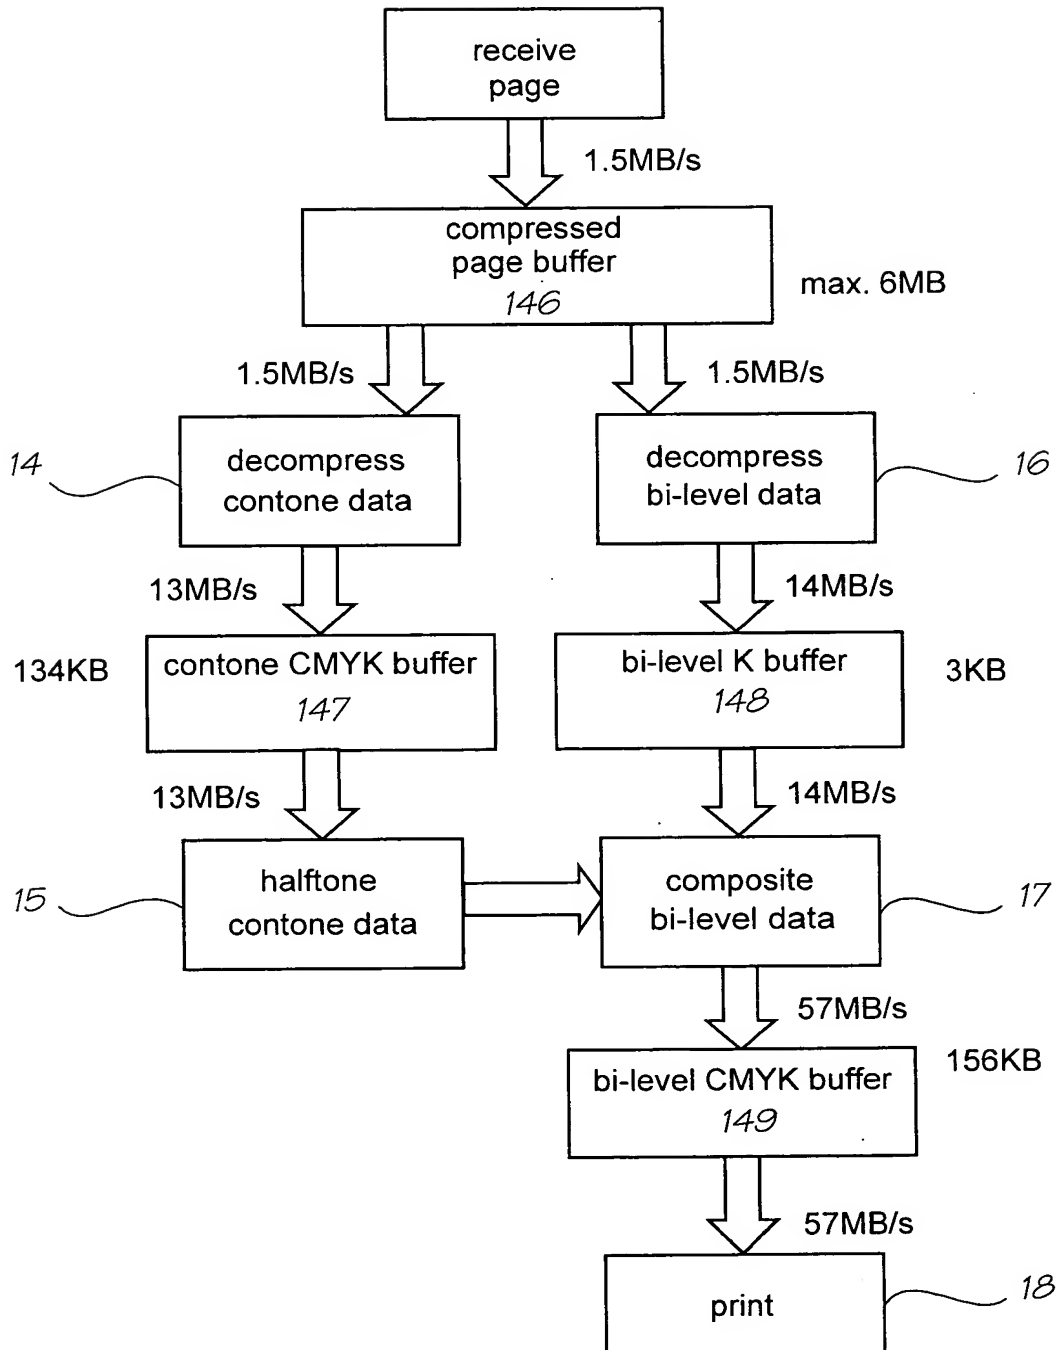 receive
page
1.5MB/s
compressed
page buffer
146
max. 6MB
1.5MB/s
1.5MB/s
14
decompress
contone data
decompress
bi-level data
16
13MB/s
14MB/s
134KB
contone CMYK buffer
147
bi-level K buffer
148
3KB
13MB/s
14MB/s
15
halftone
contone data
composite
bi-level data
17
57MB/s
bi-level CMYK buffer
149
156KB
57MB/s
print
18